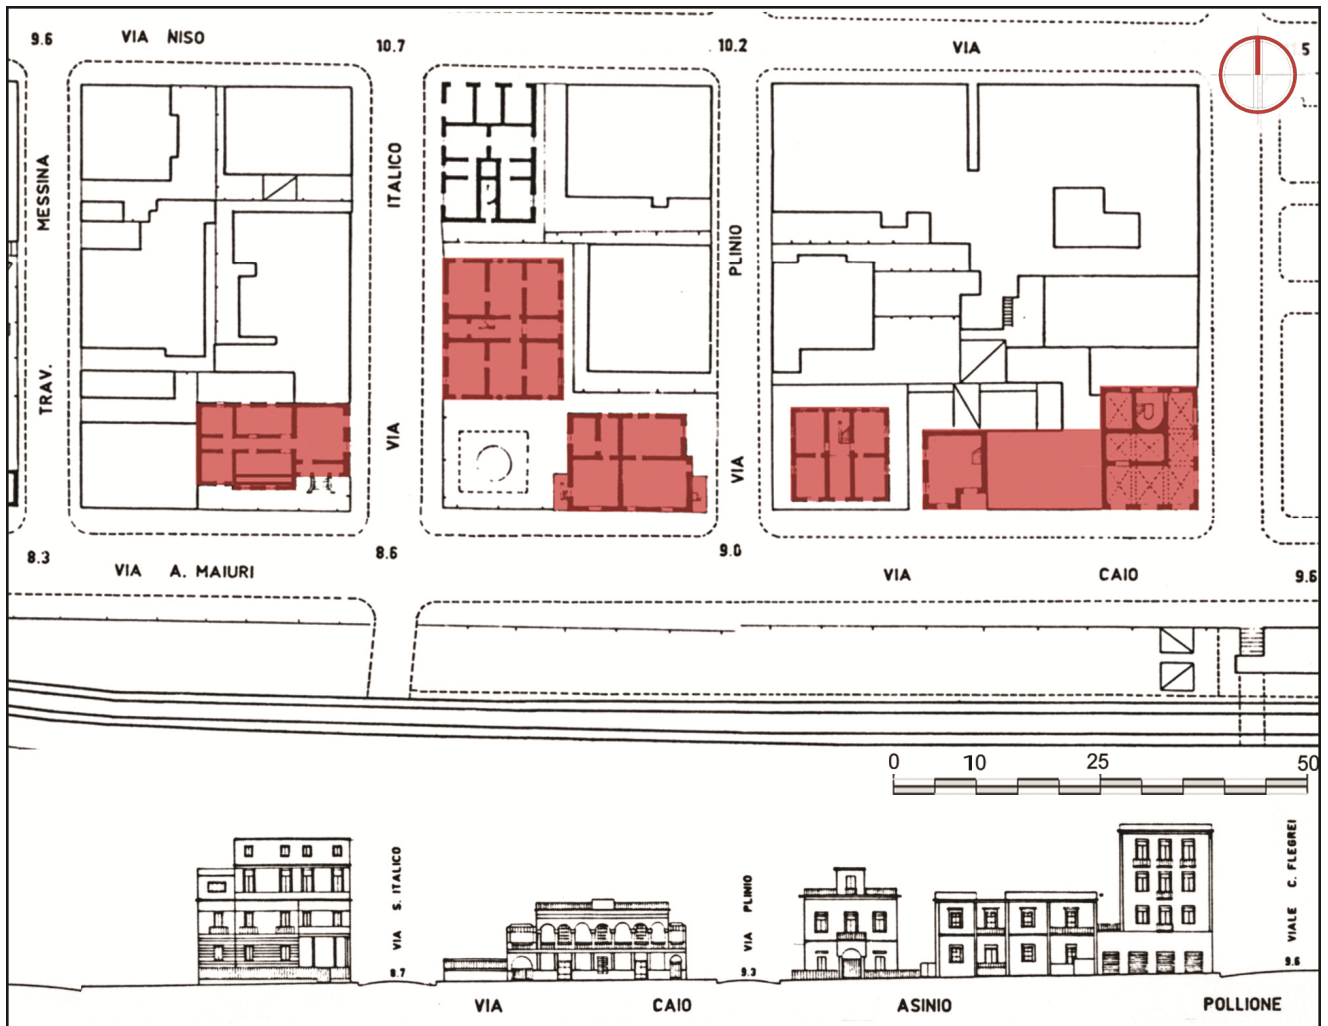 9.6
VIA NISO
10.7
10.2
VIA
5
MESSINA
ITALICO
PLINIO
TRAV.
VIA
VIA
8.3
8.6
9.0
VIA A. MAIURI
VIA
CAIO
9.6
0 10 25 50
VIA S. ITALICO
VIA PLINIO
VIALE C. FLEGREI
9.7
9.3
9.6
VIA CAIO ASINIO POLLIONE